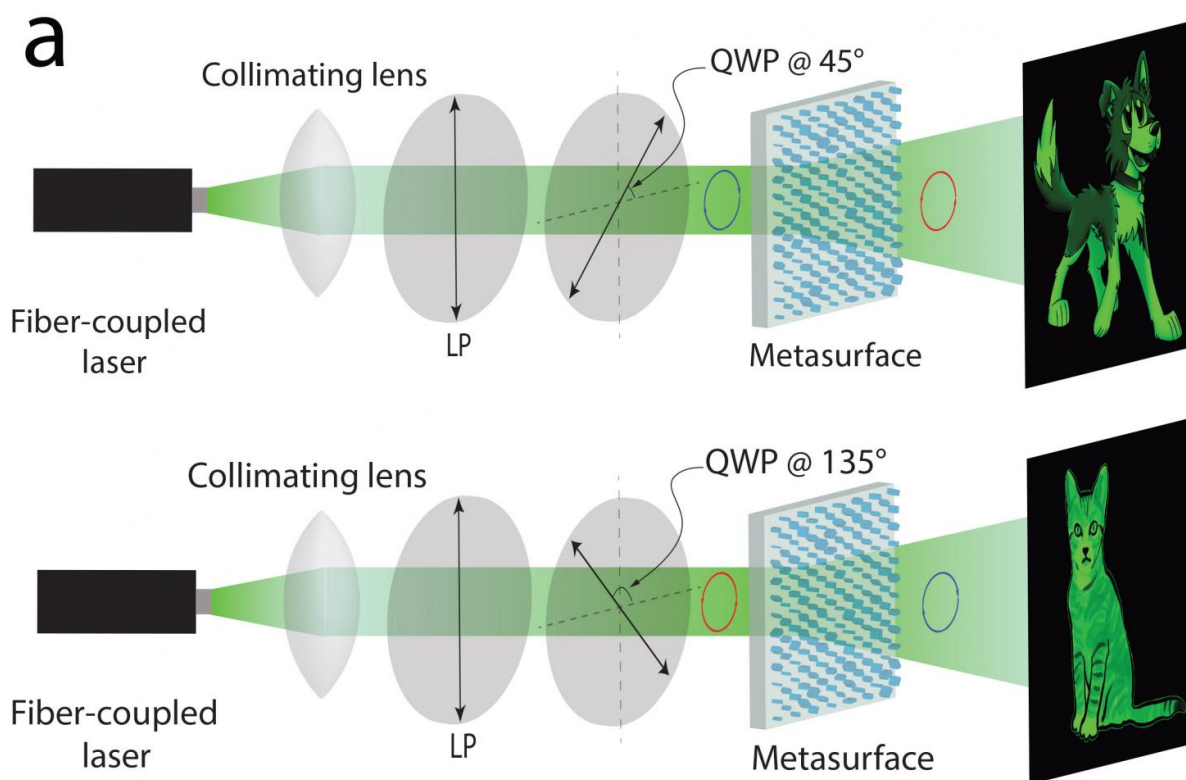 a
Collimating lens
QWP @ 45°
Fiber-coupled
laser
LP
Metasurface
Collimating lens
QWP @ 135°
Fiber-coupled
laser
LP
Metasurface